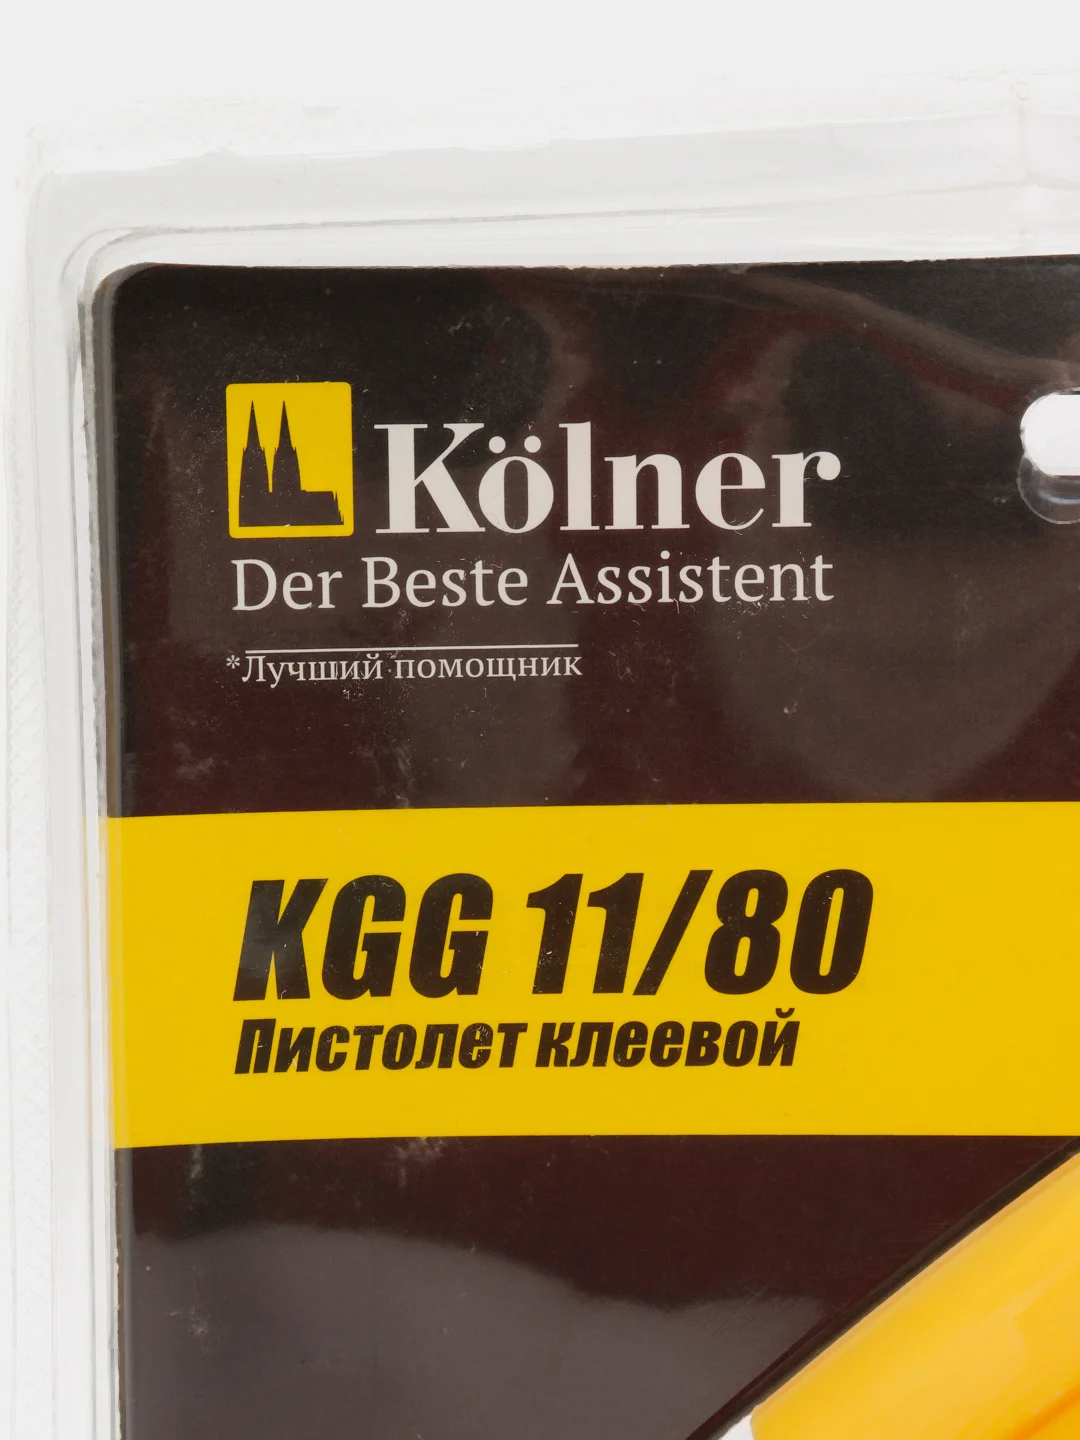 Kölner
Der Beste Assistent
*Лучший помощник
KGG 11/80
Пистолет клеевой